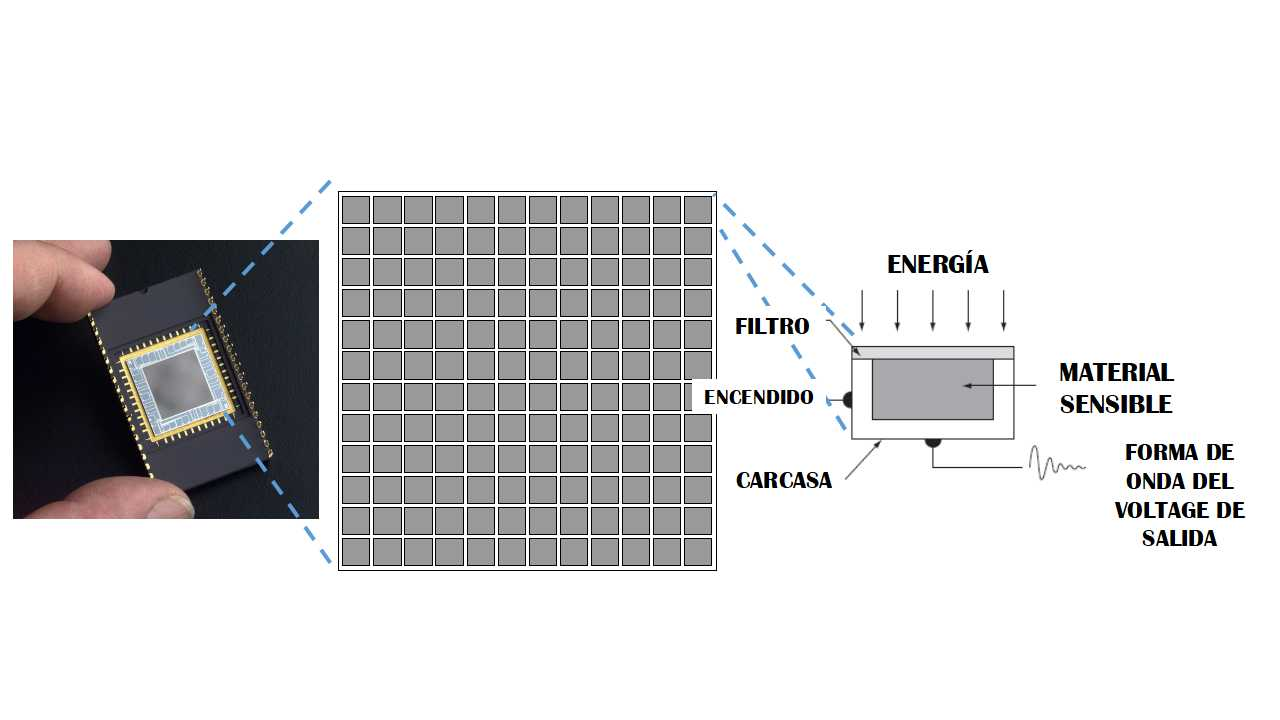 ENERGÍA
FILTRO
ENCENDIDO
MATERIAL
SENSIBLE
CARCASA
FORMA DE
ONDA DEL
VOLTAGE DE
SALIDA